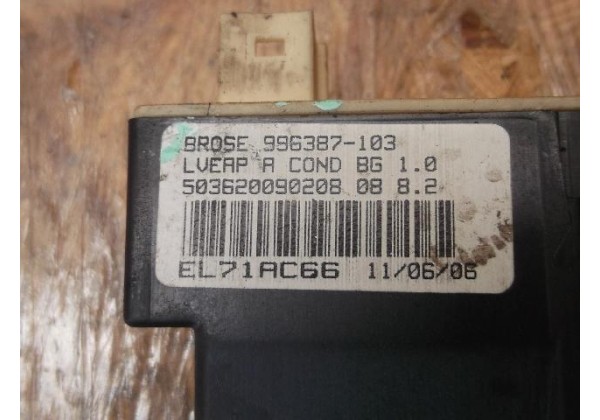 BROSE 996387-103
LVEAP A COND BG 1.0
503620090208 08 8.2
EL71AC66 11/06/06